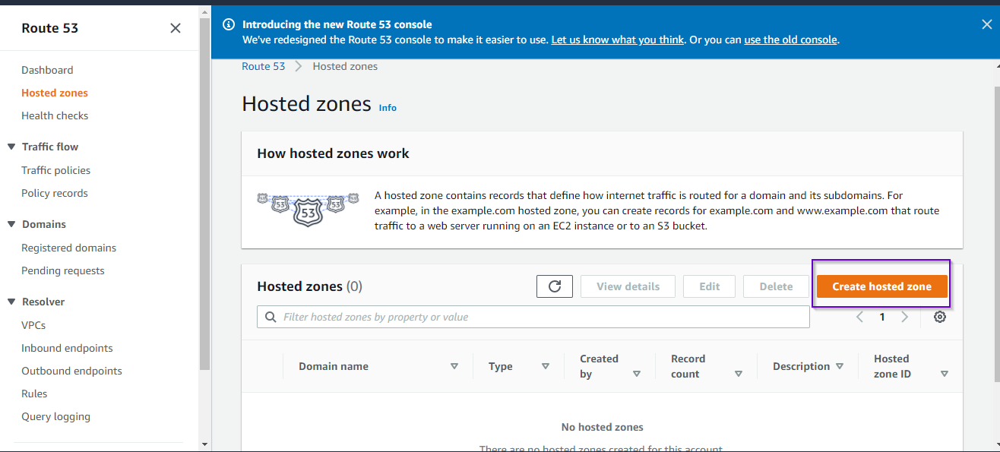 Route 53
Dashboard
Hosted zones
Health checks
Traffic flow
Traffic policies
Policy records
Domains
Registered domains
Pending requests
Resolver
VPCs
Inbound endpoints
Outbound endpoints
Rules
Query logging
Introducing the new Route 53 console
We've redesigned the Route 53 console to make it easier to use. Let us know what you think. Or you can use the old console.
Route 53 Hosted zones
Hosted zones Info
How hosted zones work
53 53 53 53 53
A hosted zone contains records that define how internet traffic is routed for a domain and its subdomains. For
example, in the example.com hosted zone, you can create records for example.com and www.example.com that route
traffic to a web server running on an EC2 instance or to an S3 bucket.
Hosted zones (0) View details Edit Delete Create hosted zone
Filter hosted zones by property or value 1
Domain name Type Created by Record count Description Hosted zone ID
No hosted zones
There are no hosted zones created for this account